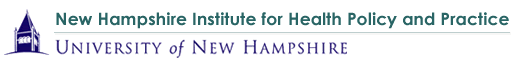 New Hampshire Institute for Health Policy and Practice
University of New Hampshire